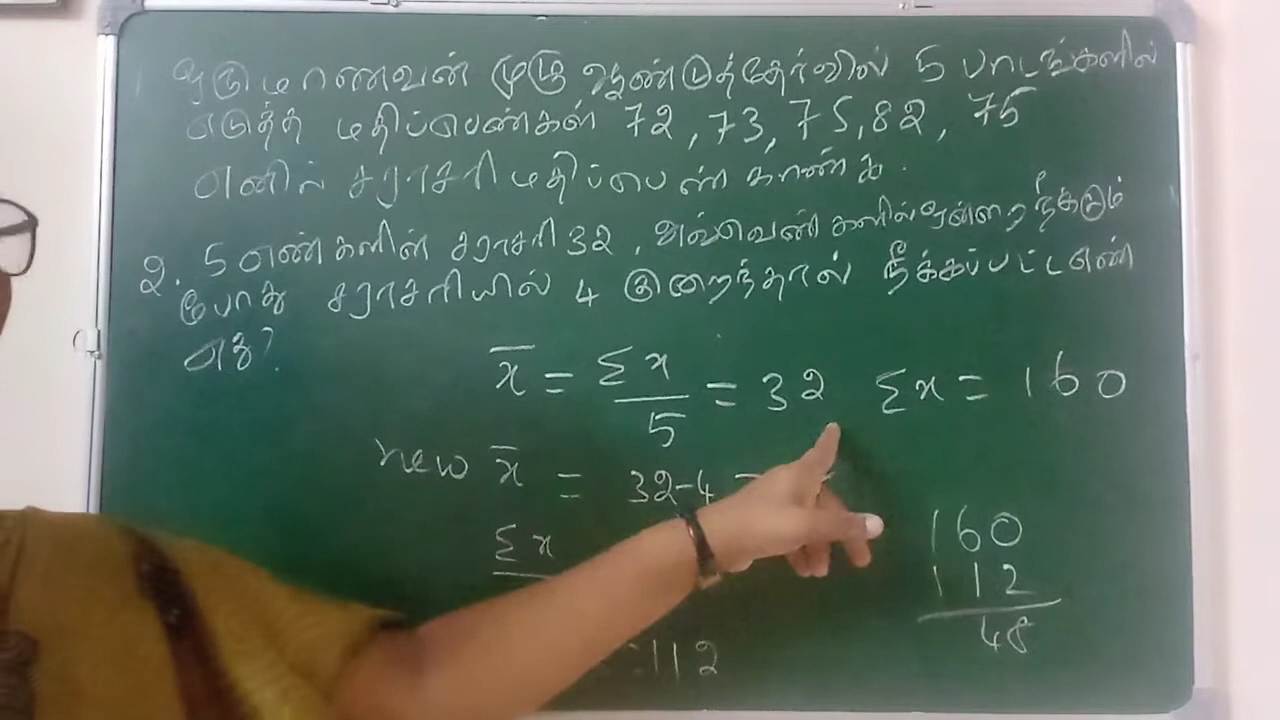 1 ஒரு மாணவன் முழு ஆண்டுத்தேர்வில் 5 பாடங்களில்
எடுத்த மதிப்பெண்கள் 72, 73, 75, 82, 75
எனில் சராசரி மதிப்பெண் காண்க.
2. 5 எண்களின் சராசரி 32, அவ்வெண்களில் ஒன்றை நீக்கும்
போது சராசரியில் 4 குறைந்தால் நீக்கப்பட்ட எண்
எது?
x̄ = Σx / 5 = 32 Σx = 160
new x̄ = 32-4 =
Σx
160
112
48
=112